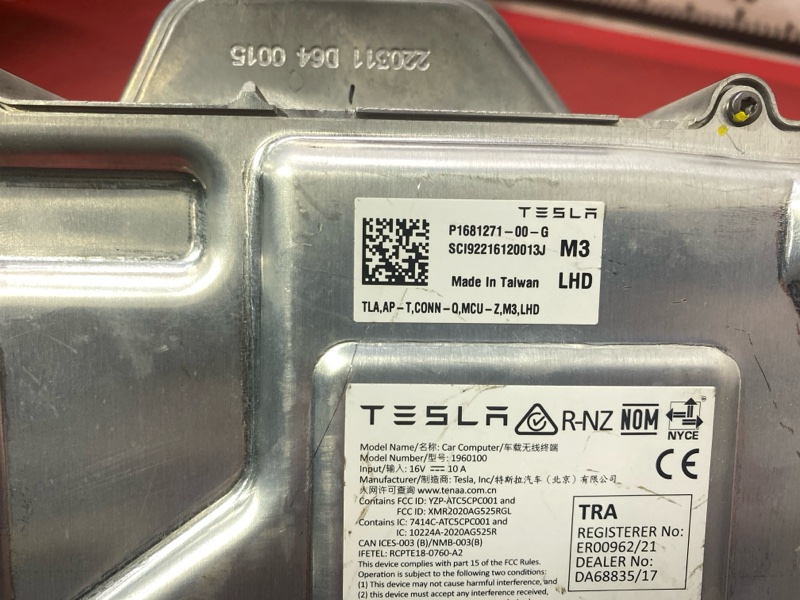 220311 D64 0015
TESLA
P1681271-00-G
SCI92216120013J M3
Made In Taiwan LHD
TLA,AP-T,CONN-Q,MCU-Z,M3,LHD
TESLA R-NZ NOM NYCE
Model Name/名称: Car Computer/车载无线终端
Model Number/型号: 1960100
Input/输入: 16V 10 A
Manufacturer/制造商: Tesla, Inc/特斯拉汽车（北京）有限公司
入网许可查询 www.tenaa.com.cn
CE
Contains FCC ID: YZP-ATC5CPC001 and
FCC ID: XMR2020AG525RGL
Contains IC: 7414C-ATC5CPC001 and
IC: 10224A-2020AG525R
CAN ICES-003 (B)/NMB-003(B)
IFETEL: RCPTE18-0760-A2
This device complies with part 15 of the FCC Rules.
Operation is subject to the following two conditions:
(1) This device may not cause harmful interference, and
(2) this device must accept any interference received,
TRA
REGISTERER No:
ER00962/21
DEALER No:
DA68835/17